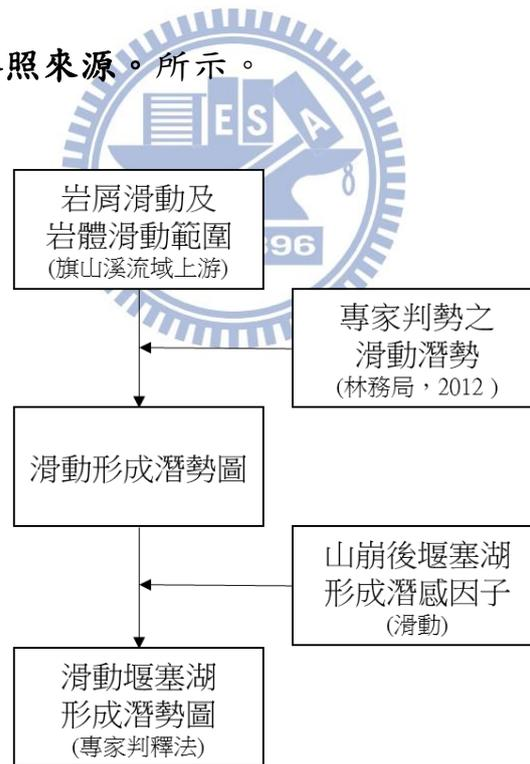 照來源。所示。
ESA
岩屑滑動及
岩體滑動範圍
(旗山溪流域上游)
896
專家判勢之
滑動潛勢
(林務局，2012)
滑動形成潛勢圖
山崩後堰塞湖
形成潛感因子
(滑動)
滑動堰塞湖
形成潛勢圖
(專家判釋法)